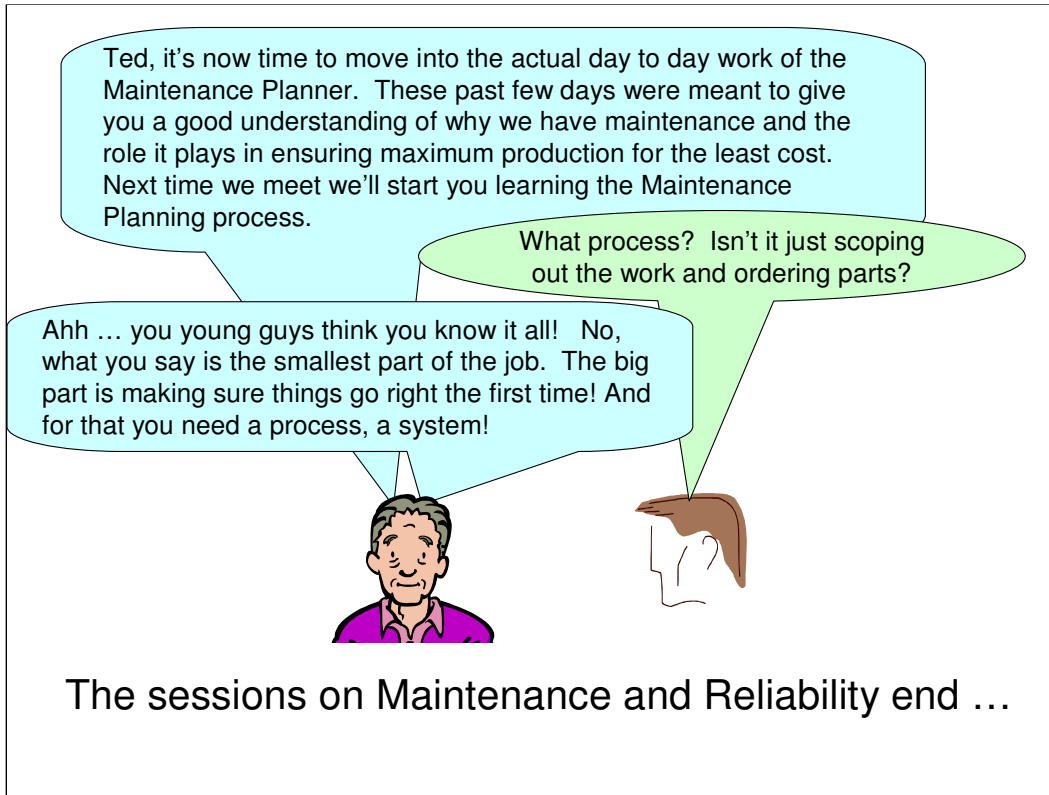 Ted, it's now time to move into the actual day to day work of the
Maintenance Planner.  These past few days were meant to give
you a good understanding of why we have maintenance and the
role it plays in ensuring maximum production for the least cost.
Next time we meet we'll start you learning the Maintenance
Planning process.
What process?  Isn't it just scoping
out the work and ordering parts?
Ahh … you young guys think you know it all!   No,
what you say is the smallest part of the job.  The big
part is making sure things go right the first time! And
for that you need a process, a system!
The sessions on Maintenance and Reliability end …